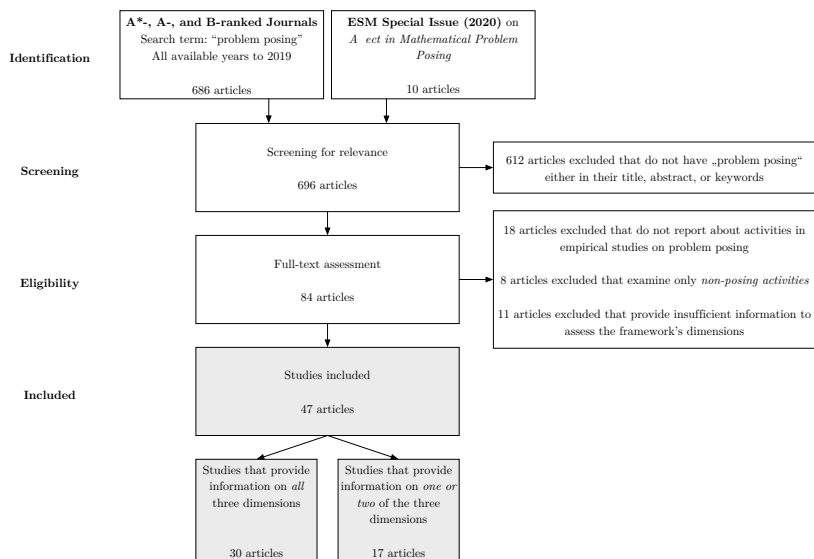 A*-, A-, and B-ranked Journals
Search term: “problem posing”
All available years to 2019
686 articles
ESM Special Issue (2020) on
A ect in Mathematical Problem
Posing
10 articles
Identification
Screening for relevance
696 articles
Screening
612 articles excluded that do not have „problem posing“
either in their title, abstract, or keywords
Full-text assessment
84 articles
Eligibility
18 articles excluded that do not report about activities in
empirical studies on problem posing
8 articles excluded that examine only non-posing activities
11 articles excluded that provide insufficient information to
assess the framework's dimensions
Studies included
47 articles
Included
Studies that provide
information on all
three dimensions
30 articles
Studies that provide
information on one or
two of the three
dimensions
17 articles